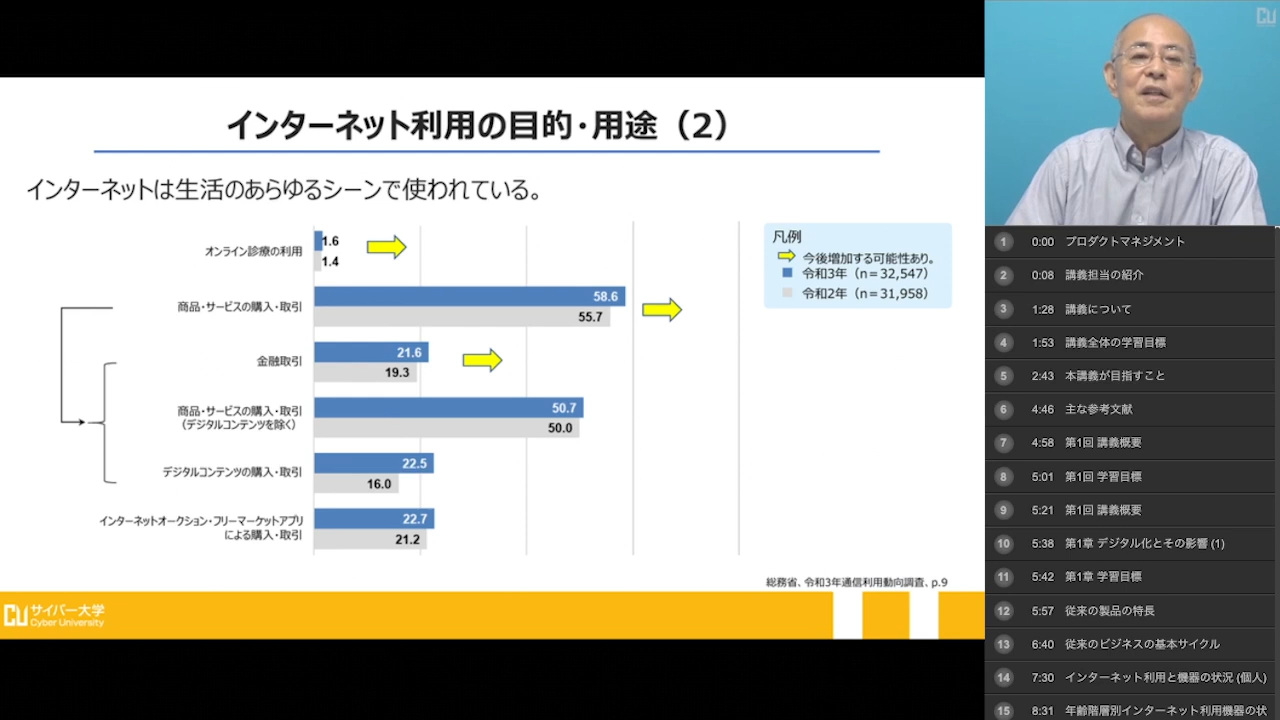 インターネット利用の目的・用途（2）
インターネットは生活のあらゆるシーンで使われている。
オンライン診療の利用
1.6
1.4
商品・サービスの購入・取引
58.6
55.7
金融取引
21.6
19.3
商品・サービスの購入・取引
（デジタルコンテンツを除く）
50.7
50.0
デジタルコンテンツの購入・取引
22.5
16.0
インターネットオークション・フリーマーケットアプリ
による購入・取引
22.7
21.2
凡例
今後増加する可能性あり。
令和3年（n＝32,547）
令和2年（n＝31,958）
総務省、令和3年通信利用動向調査、p.9
CU サイバー大学
Cyber University
CU
1 0:00 プロダクトマネジメント
2 0:08 講義担当の紹介
3 1:28 講義について
4 1:53 講義全体の学習目標
5 2:43 本講義が目指すこと
6 4:46 主な参考文献
7 4:58 第1回 講義概要
8 5:01 第1回 学習目標
9 5:21 第1回 講義概要
10 5:38 第1章 デジタル化とその影響 (1)
11 5:42 第1章 学習目標
12 5:57 従来の製品の特長
13 6:40 従来のビジネスの基本サイクル
14 7:30 インターネット利用と機器の状況 (個人)
15 8:31 年齢階層別インターネット利用機器の状